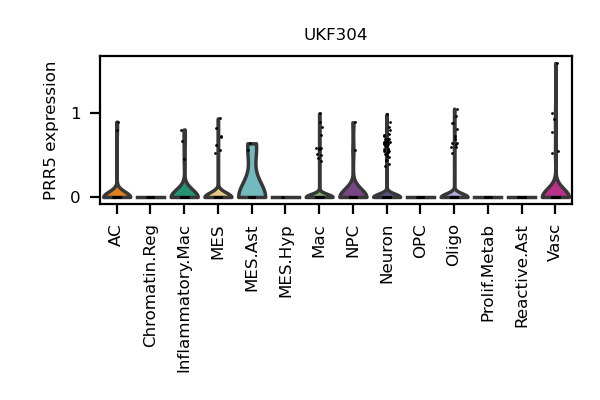 UKF304
PRR5 expression
1
0
AC
Chromatin.Reg
Inflammatory.Mac
MES
MES.Ast
MES.Hyp
Mac
NPC
Neuron
OPC
Oligo
Prolif.Metab
Reactive.Ast
Vasc